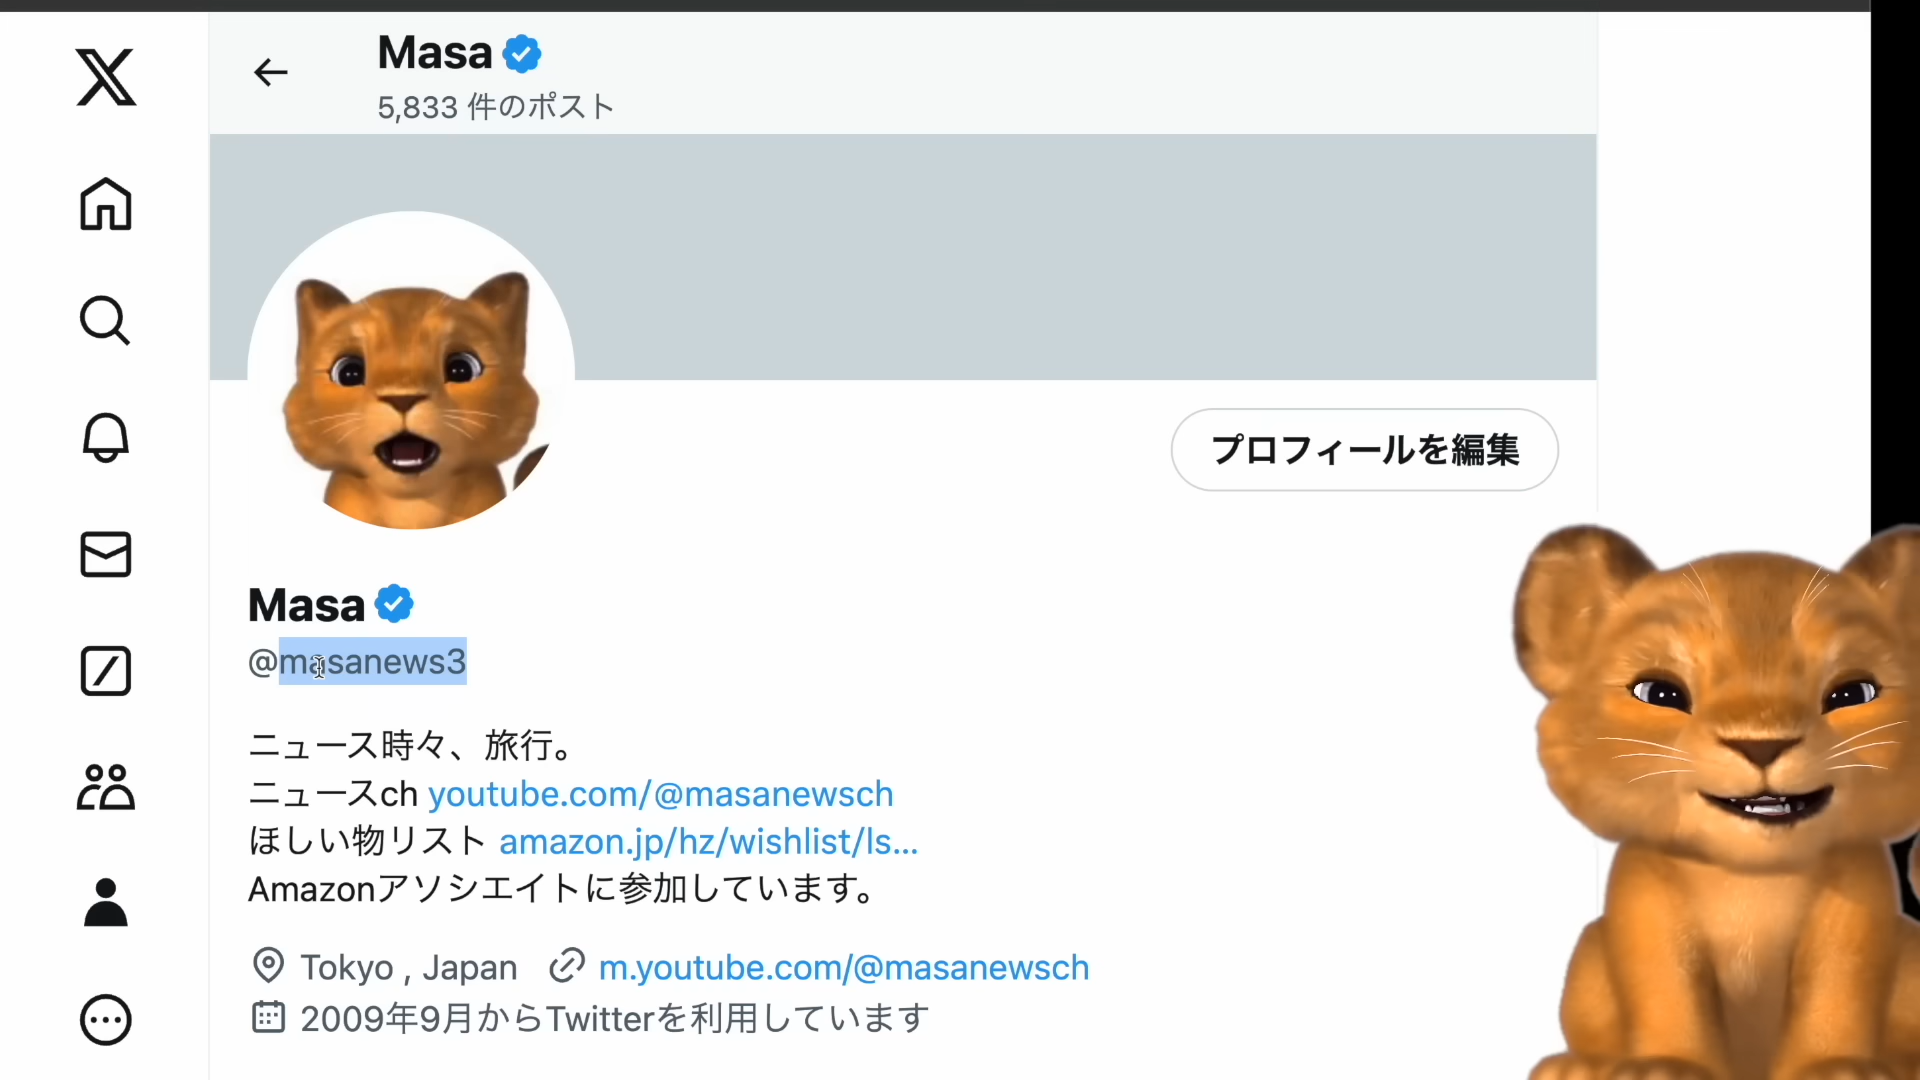 Masa
5,833 件のポスト
プロフィールを編集
Masa
@masanews3
ニュース時々、旅行。
ニュースch youtube.com/@masanewsch
ほしい物リスト amazon.jp/hz/wishlist/ls...
Amazonアソシエイトに参加しています。
Tokyo , Japan m.youtube.com/@masanewsch
2009年9月からTwitterを利用しています